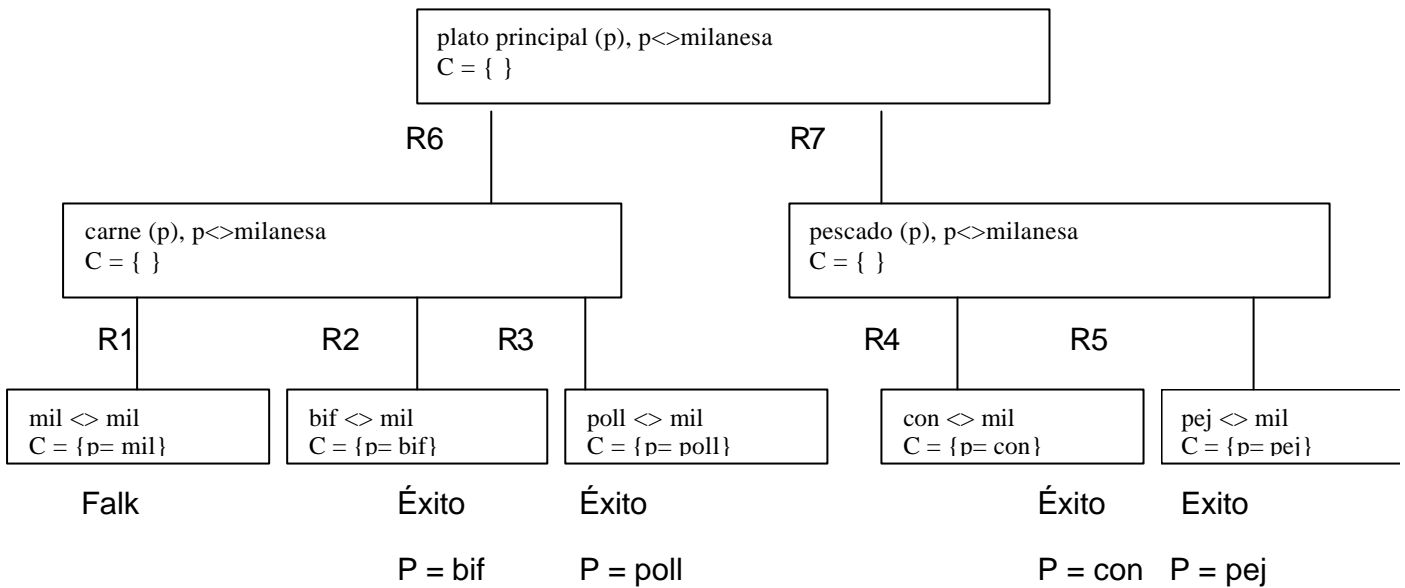 plato principal (p), p<>milanesa
C = { }
R6
R7
carne (p), p<>milanesa
C = { }
pescado (p), p<>milanesa
C = { }
R1
R2
R3
R4
R5
mil <> mil
C = {p= mil}
bif <> mil
C = {p= bif}
poll <> mil
C = {p= poll}
con <> mil
C = {p= con}
pej <> mil
C = {p= pej}
Falk
Éxito
Éxito
Éxito
Exito
P = bif
P = poll
P = con
P = pej